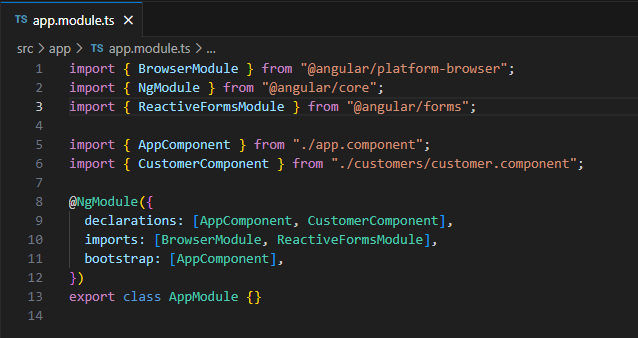 TS app.module.ts ×
src > app > TS app.module.ts > ...
1 import { BrowserModule } from "@angular/platform-browser";
2 import { NgModule } from "@angular/core";
3 import { ReactiveFormsModule } from "@angular/forms";
4
5 import { AppComponent } from "./app.component";
6 import { CustomerComponent } from "./customers/customer.component";
7
8 @NgModule({
9   declarations: [AppComponent, CustomerComponent],
10   imports: [BrowserModule, ReactiveFormsModule],
11   bootstrap: [AppComponent],
12 })
13 export class AppModule {}
14